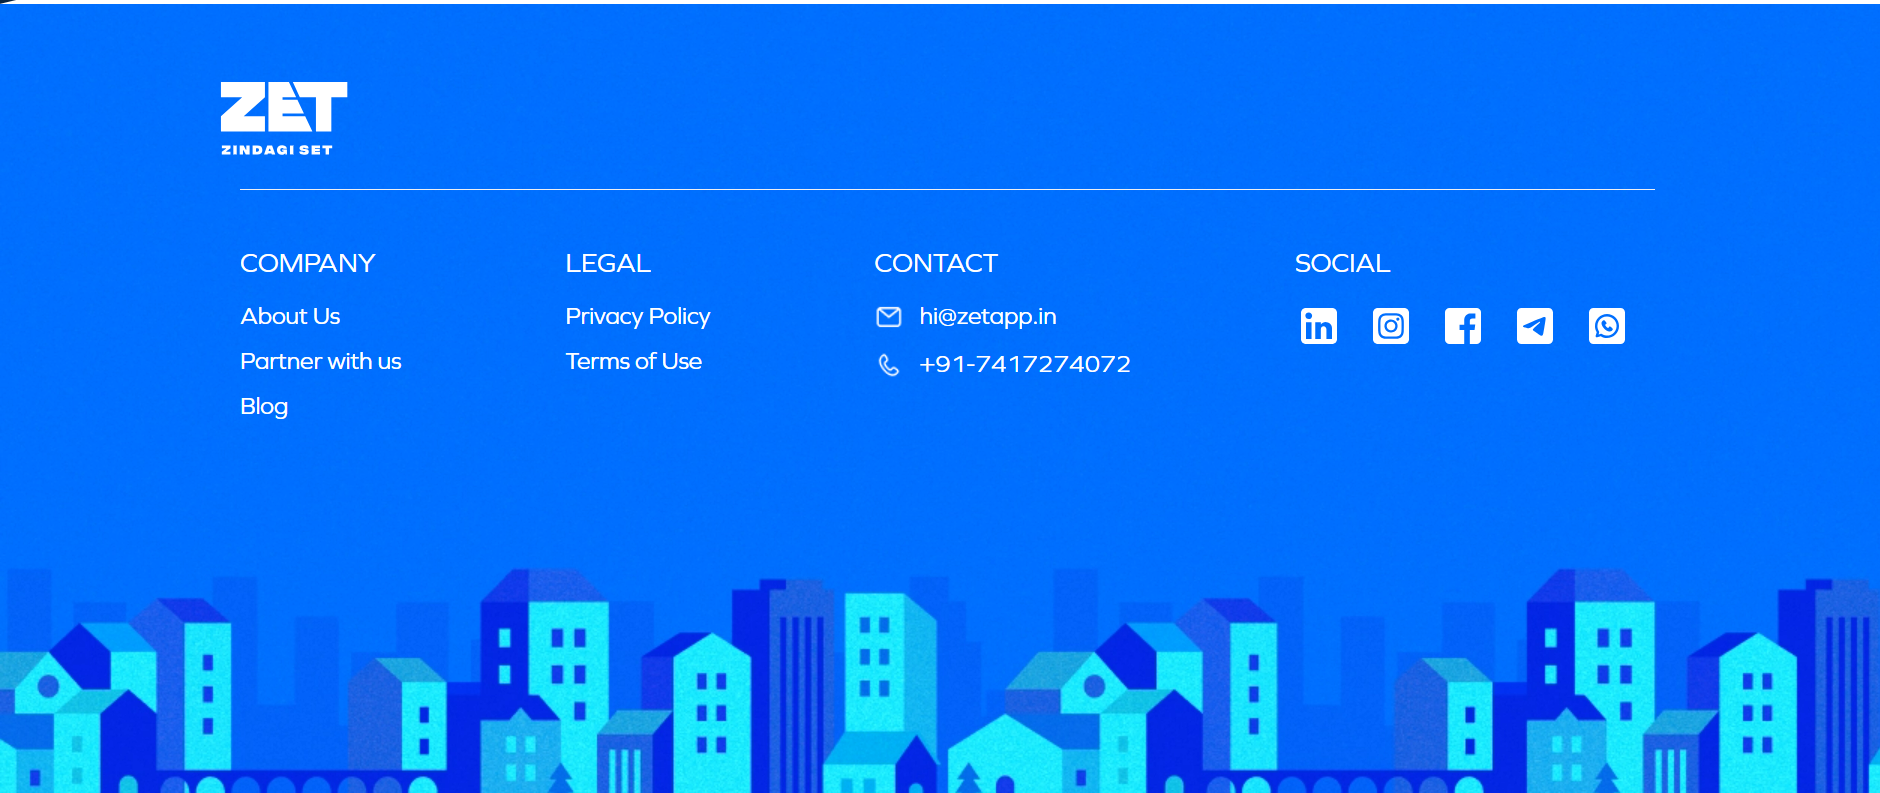 ZET
ZINDAGI SET
COMPANY
About Us
Partner with us
Blog
LEGAL
Privacy Policy
Terms of Use
CONTACT
hi@zetapp.in
+91-7417274072
SOCIAL
in